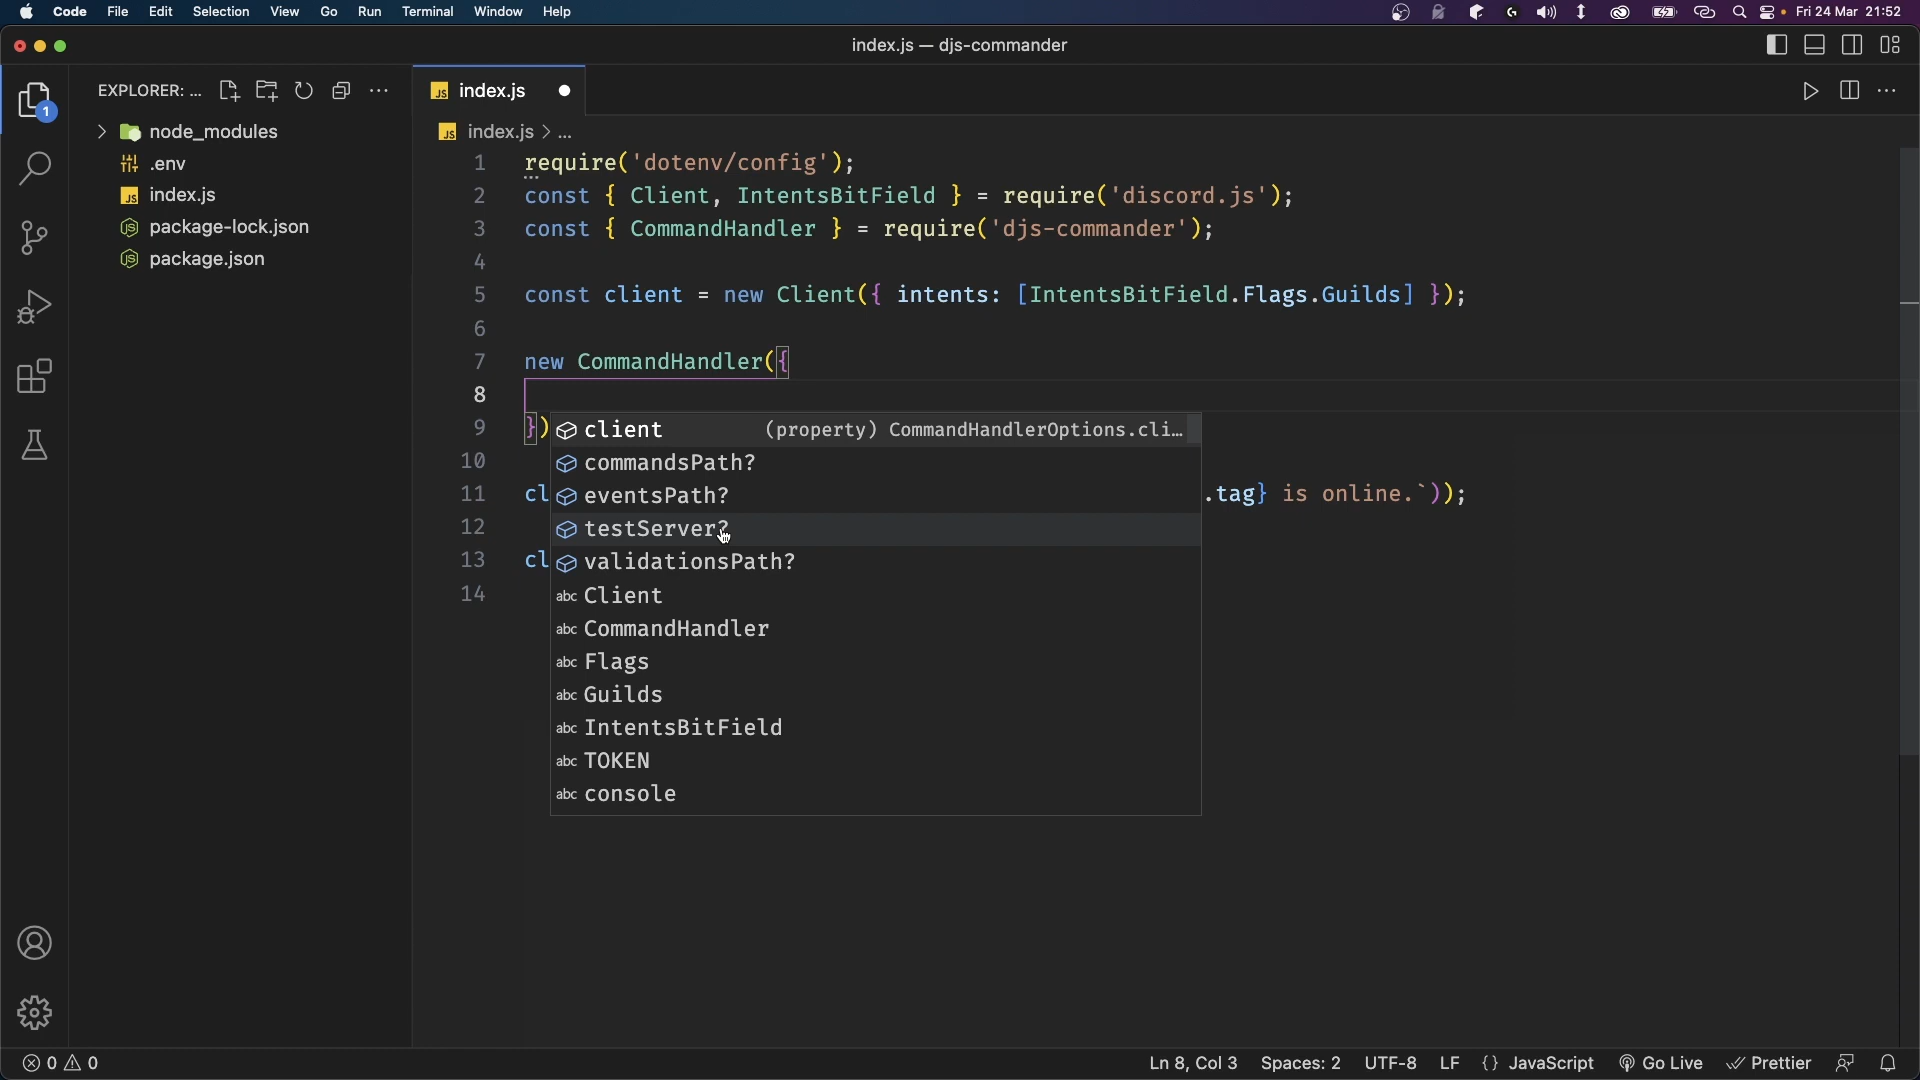 Code File Edit Selection View Go Run Terminal Window Help Fri 24 Mar 21:52
index.js — djs-commander
EXPLORER: ... index.js
1
node_modules
.env
index.js
package-lock.json
package.json
JS index.js > ...
1 require('dotenv/config');
2 const { Client, IntentsBitField } = require('discord.js');
3 const { CommandHandler } = require('djs-commander');
4
5 const client = new Client({ intents: [IntentsBitField.Flags.Guilds] });
6
7 new CommandHandler({
8
9 })
10
11 cl .tag} is online.`));
12
13 cl
14
client (property) CommandHandlerOptions.cli…
commandsPath?
eventsPath?
testServer?
validationsPath?
abc Client
abc CommandHandler
abc Flags
abc Guilds
abc IntentsBitField
abc TOKEN
abc console
0 0 Ln 8, Col 3 Spaces: 2 UTF-8 LF {} JavaScript Go Live Prettier